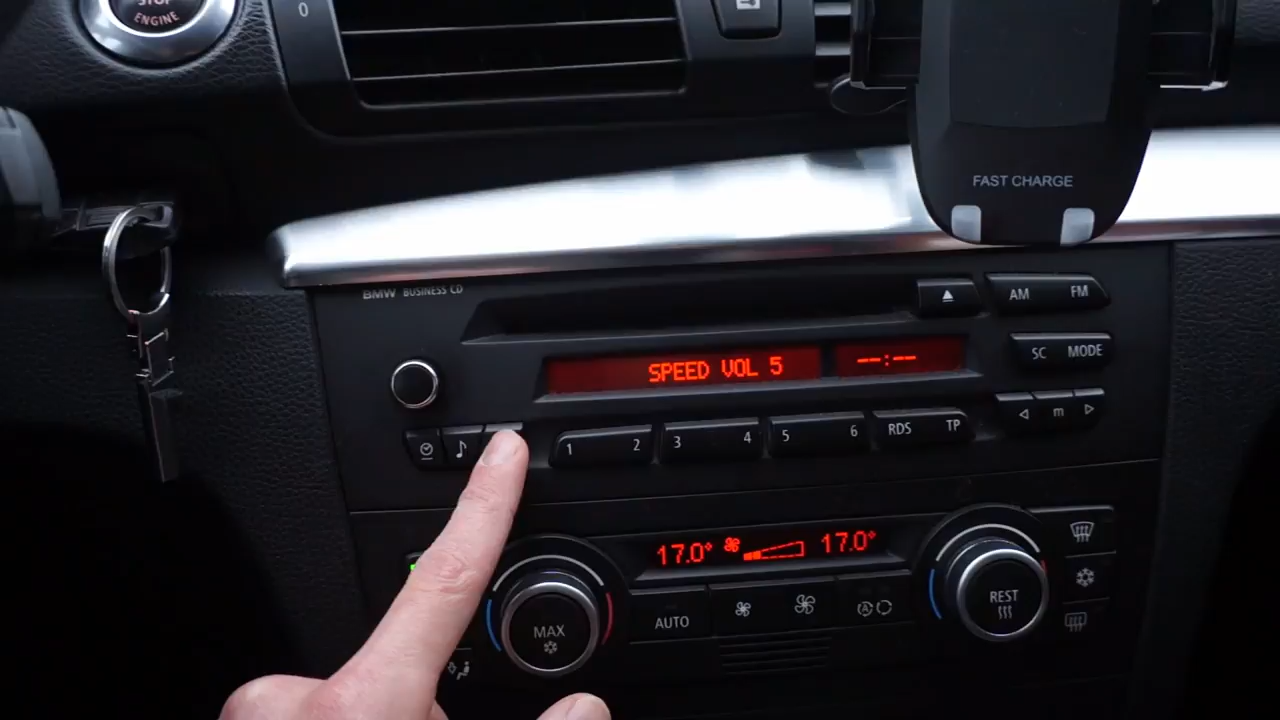 STOP
ENGINE
0
FAST CHARGE
BMW BUSINESS CD
AM FM
SPEED VOL 5 --:--
SC MODE
m
1 2 3 4 5 6 RDS TP
17.0° 17.0°
AUTO
MAX
REST
A